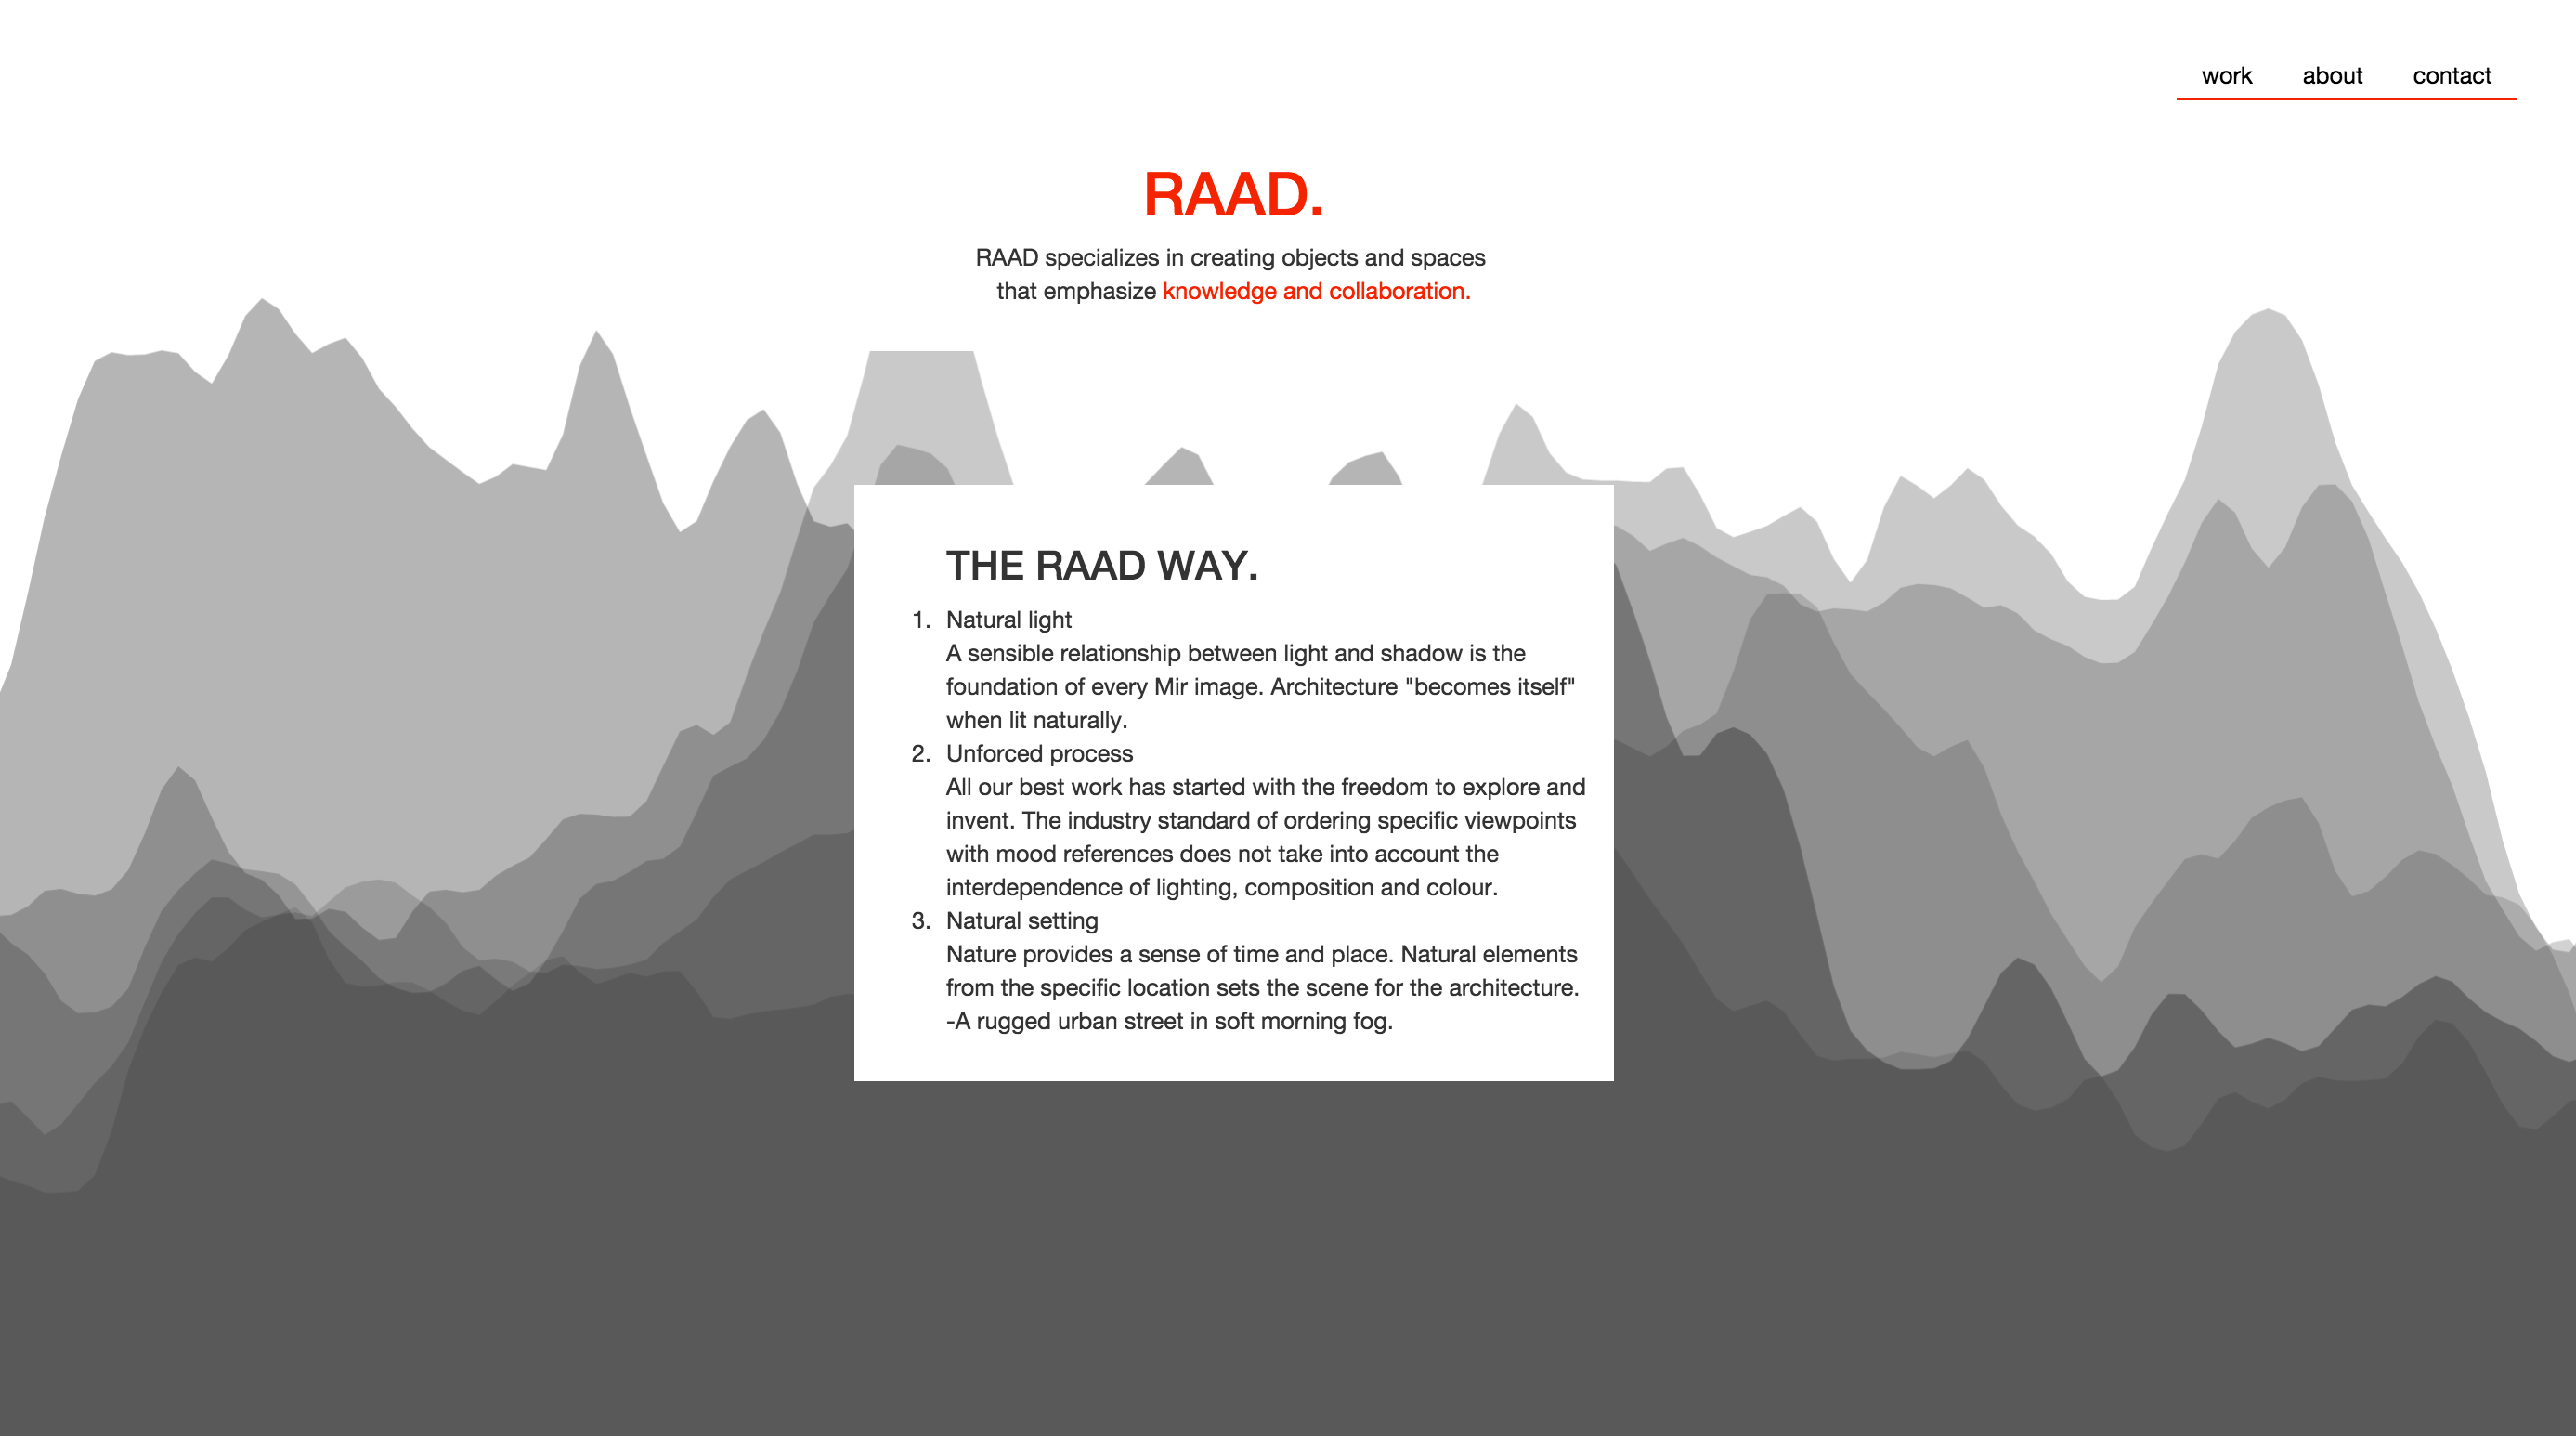 work about contact
RAAD.
RAAD specializes in creating objects and spaces
that emphasize knowledge and collaboration.
THE RAAD WAY.
1. Natural light
A sensible relationship between light and shadow is the
foundation of every Mir image. Architecture "becomes itself"
when lit naturally.
2. Unforced process
All our best work has started with the freedom to explore and
invent. The industry standard of ordering specific viewpoints
with mood references does not take into account the
interdependence of lighting, composition and colour.
3. Natural setting
Nature provides a sense of time and place. Natural elements
from the specific location sets the scene for the architecture.
-A rugged urban street in soft morning fog.